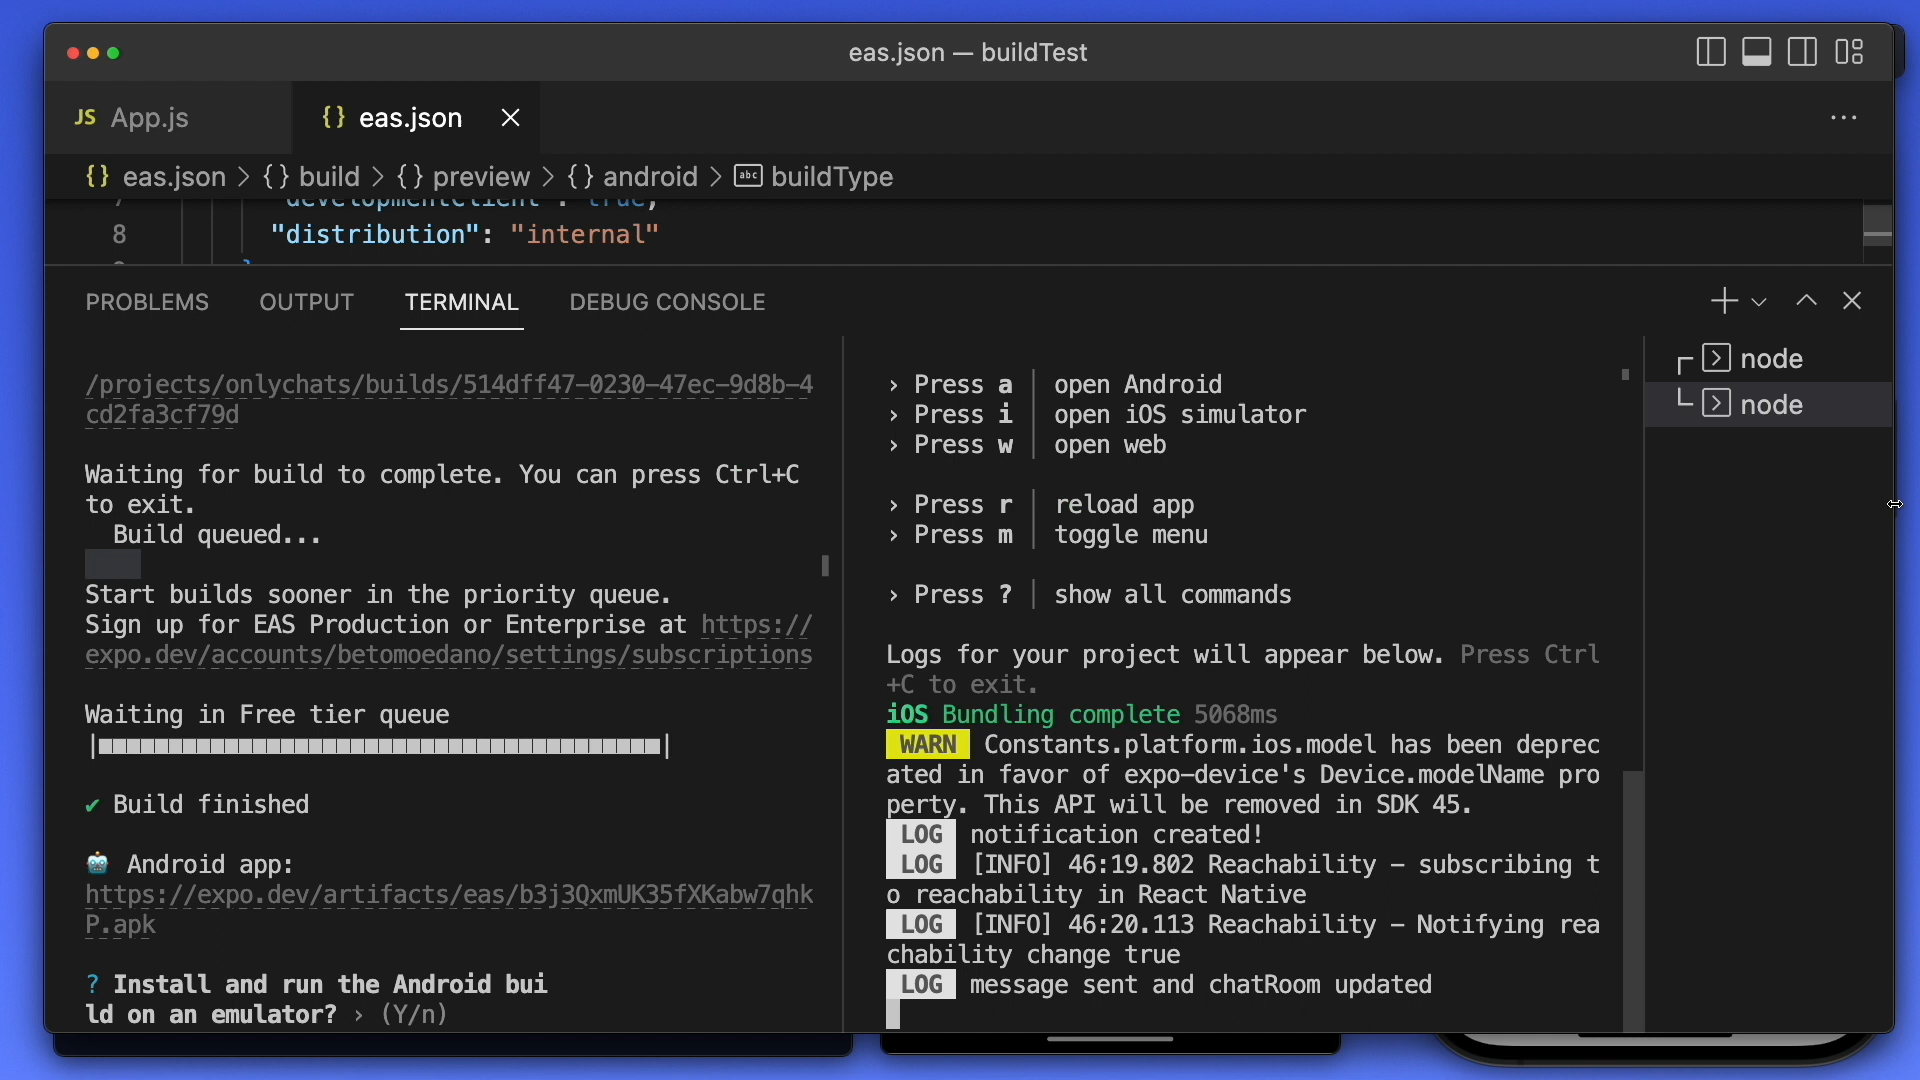 eas.json — buildTest
JS App.js
{} eas.json
{} eas.json > {} build > {} preview > {} android > abc buildType
7 "developmentClient": true,
8 "distribution": "internal"
PROBLEMS OUTPUT TERMINAL DEBUG CONSOLE
/projects/onlychats/builds/514dff47-0230-47ec-9d8b-4
cd2fa3cf79d
Waiting for build to complete. You can press Ctrl+C
to exit.
Build queued...
Start builds sooner in the priority queue.
Sign up for EAS Production or Enterprise at https://
expo.dev/accounts/betomoedano/settings/subscriptions
Waiting in Free tier queue
✔ Build finished
🤖 Android app:
https://expo.dev/artifacts/eas/b3j3QxmUK35fXKabw7qhk
P.apk
? Install and run the Android bui
ld on an emulator? › (Y/n)
› Press a │ open Android
› Press i │ open iOS simulator
› Press w │ open web
› Press r │ reload app
› Press m │ toggle menu
› Press ? │ show all commands
Logs for your project will appear below. Press Ctrl
+C to exit.
iOS Bundling complete 5068ms
WARN Constants.platform.ios.model has been deprec
ated in favor of expo-device's Device.modelName pro
perty. This API will be removed in SDK 45.
LOG notification created!
LOG [INFO] 46:19.802 Reachability – subscribing t
o reachability in React Native
LOG [INFO] 46:20.113 Reachability – Notifying rea
chability change true
LOG message sent and chatRoom updated
node
node